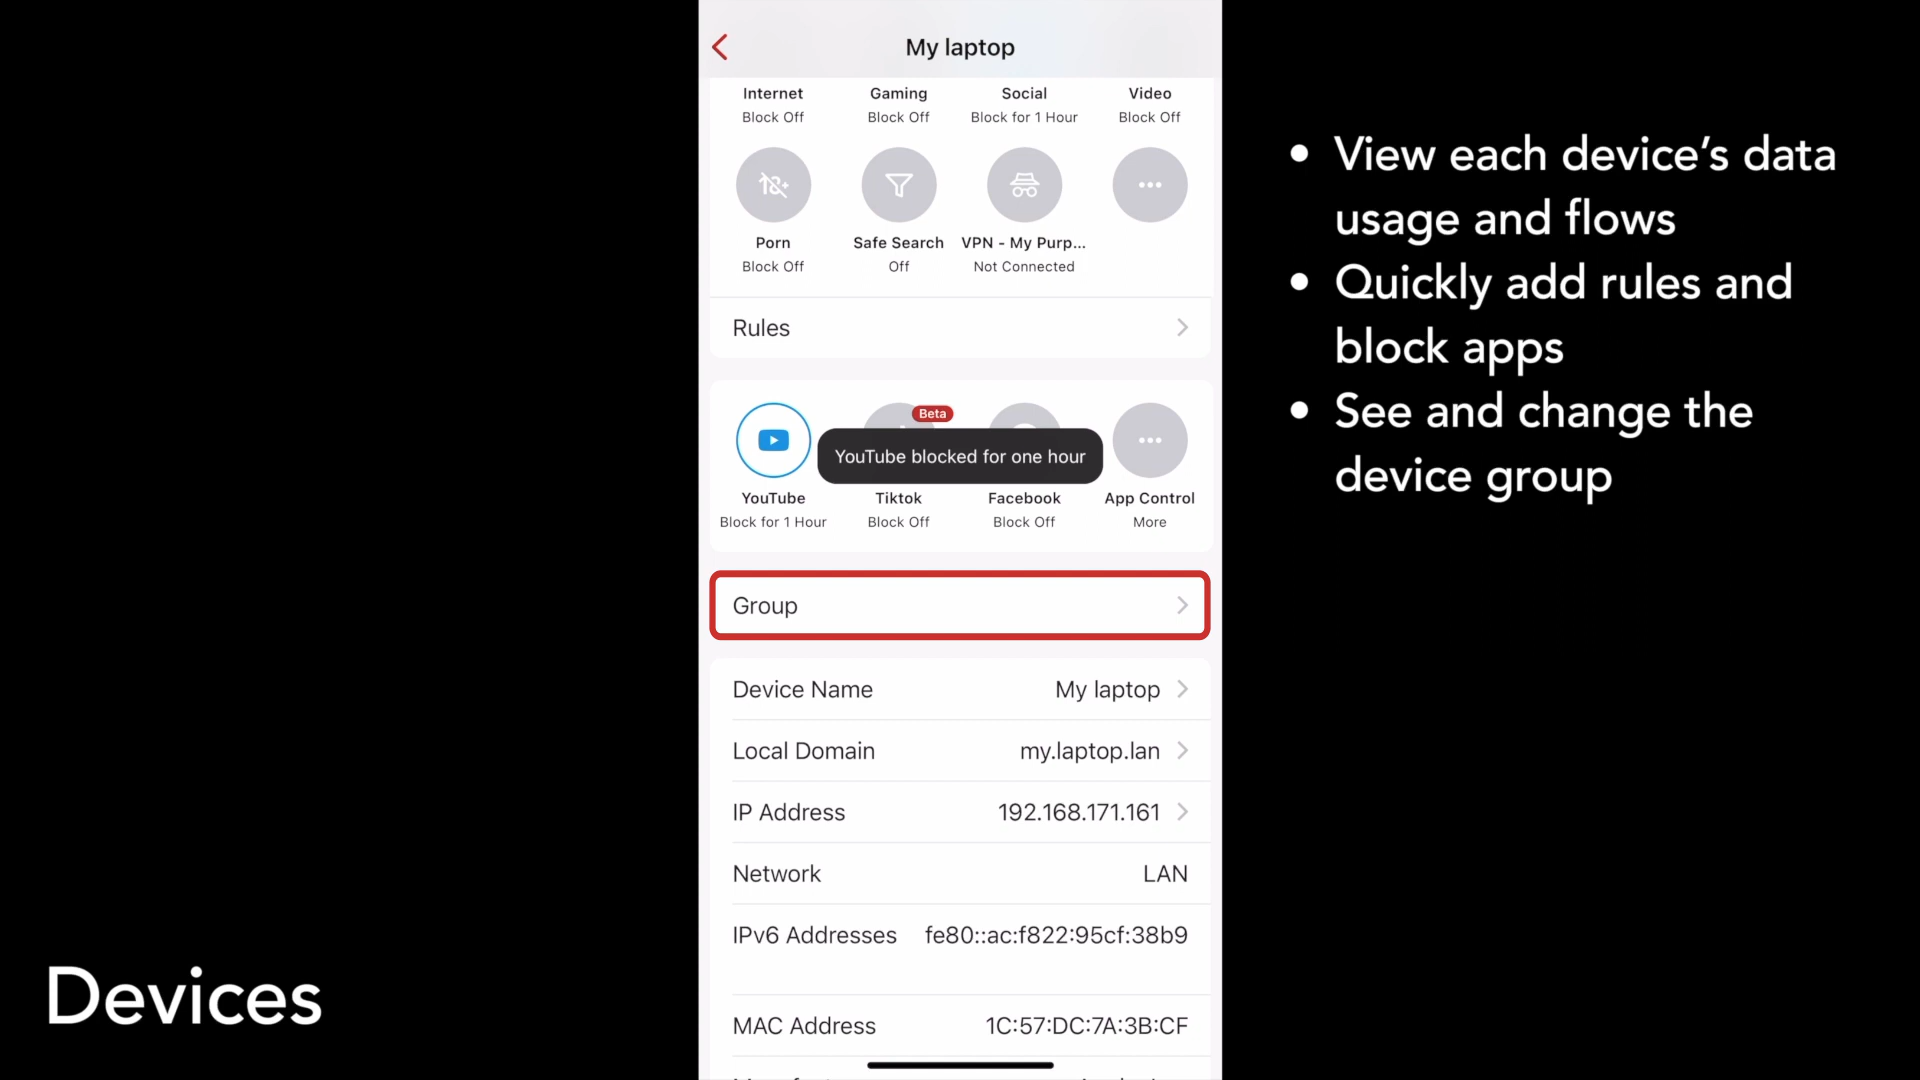 My laptop
Internet Gaming Social Video
Block Off Block Off Block for 1 Hour Block Off
Porn Safe Search VPN - My Purp...
Block Off Off Not Connected
Rules
Beta
YouTube blocked for one hour
YouTube Tiktok Facebook App Control
Block for 1 Hour Block Off Block Off More
Group
Device Name My laptop
Local Domain my.laptop.lan
IP Address 192.168.171.161
Network LAN
IPv6 Addresses fe80::ac:f822:95cf:38b9
MAC Address 1C:57:DC:7A:3B:CF
• View each device’s data
usage and flows
• Quickly add rules and
block apps
• See and change the
device group
Devices